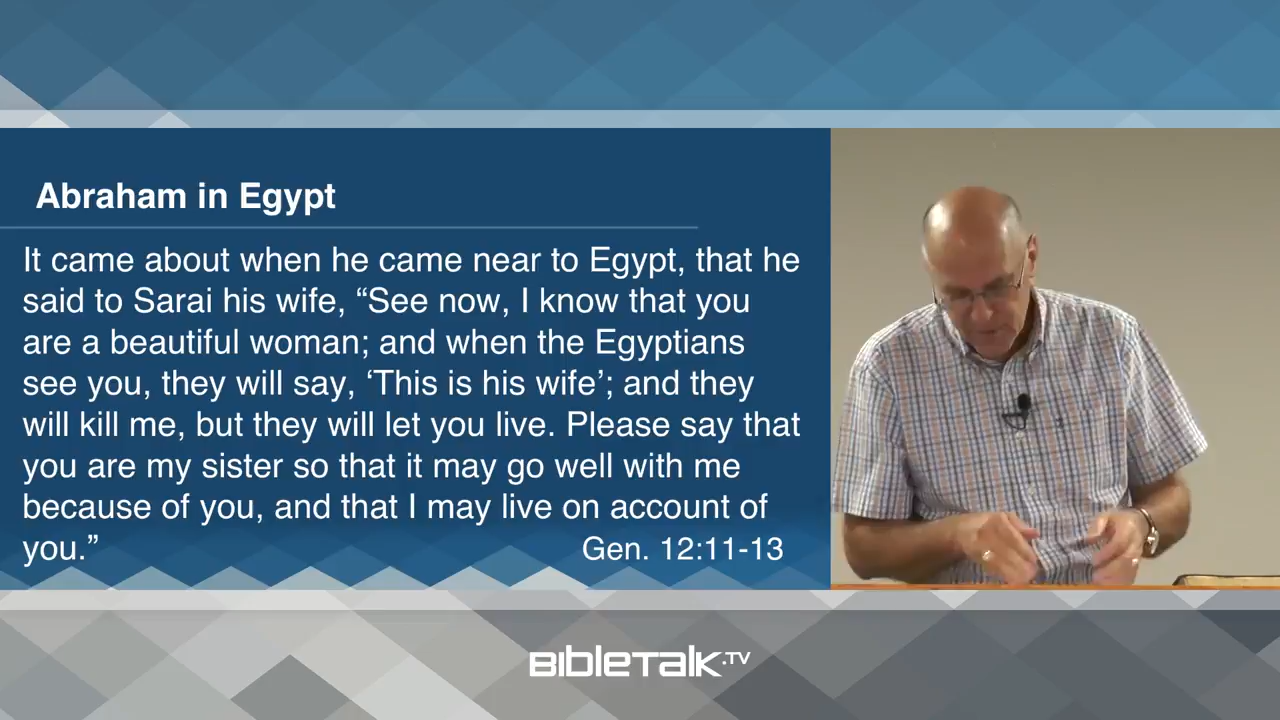 Abraham in Egypt
It came about when he came near to Egypt, that he
said to Sarai his wife, “See now, I know that you
are a beautiful woman; and when the Egyptians
see you, they will say, ‘This is his wife’; and they
will kill me, but they will let you live. Please say that
you are my sister so that it may go well with me
because of you, and that I may live on account of
you.” Gen. 12:11-13
BIBLETALK.TV